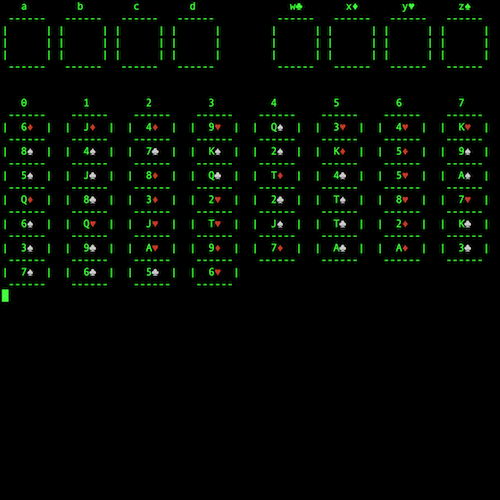 a b c d w♣ x♦ y♥ z♠
0 1 2 3 4 5 6 7
6♦ J♦ 4♦ 9♥ Q♠ 3♥ 4♥ K♥
8♠ 4♠ 7♣ K♠ 2♠ K♦ 5♦ 9♠
5♠ J♣ 8♦ Q♣ T♦ 4♣ 5♥ A♠
Q♦ 8♣ 3♦ 2♥ 2♣ T♠ 8♥ 7♥
6♠ Q♥ J♥ T♥ J♠ T♣ 2♦ K♣
3♠ 9♣ A♥ 9♦ 7♦ A♣ A♦ 3♣
7♠ 6♣ 5♣ 6♥